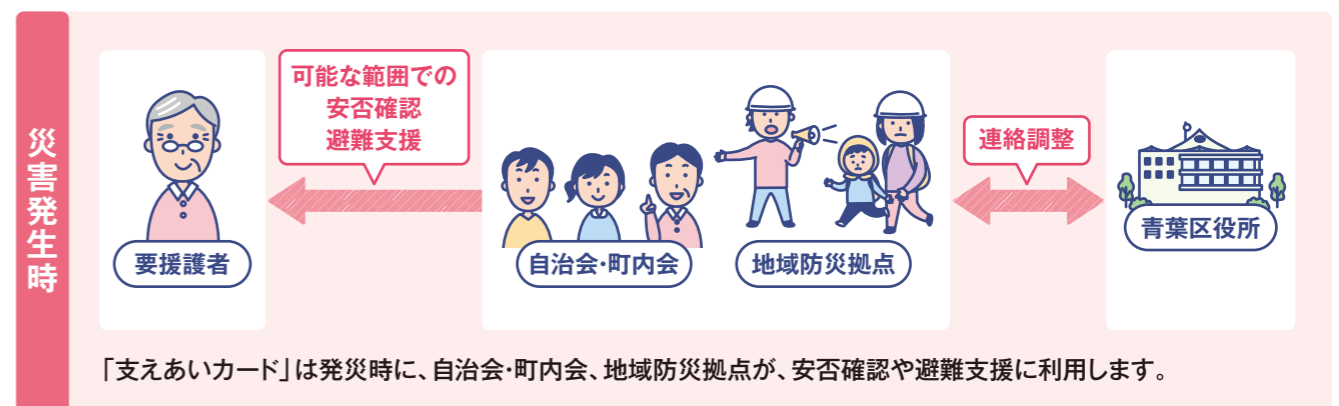 災害発生時
可能な範囲での
安否確認
避難支援
連絡調整
要援護者
自治会・町内会
地域防災拠点
青葉区役所
「支えあいカード」は発災時に、自治会・町内会、地域防災拠点が、安否確認や避難支援に利用します。